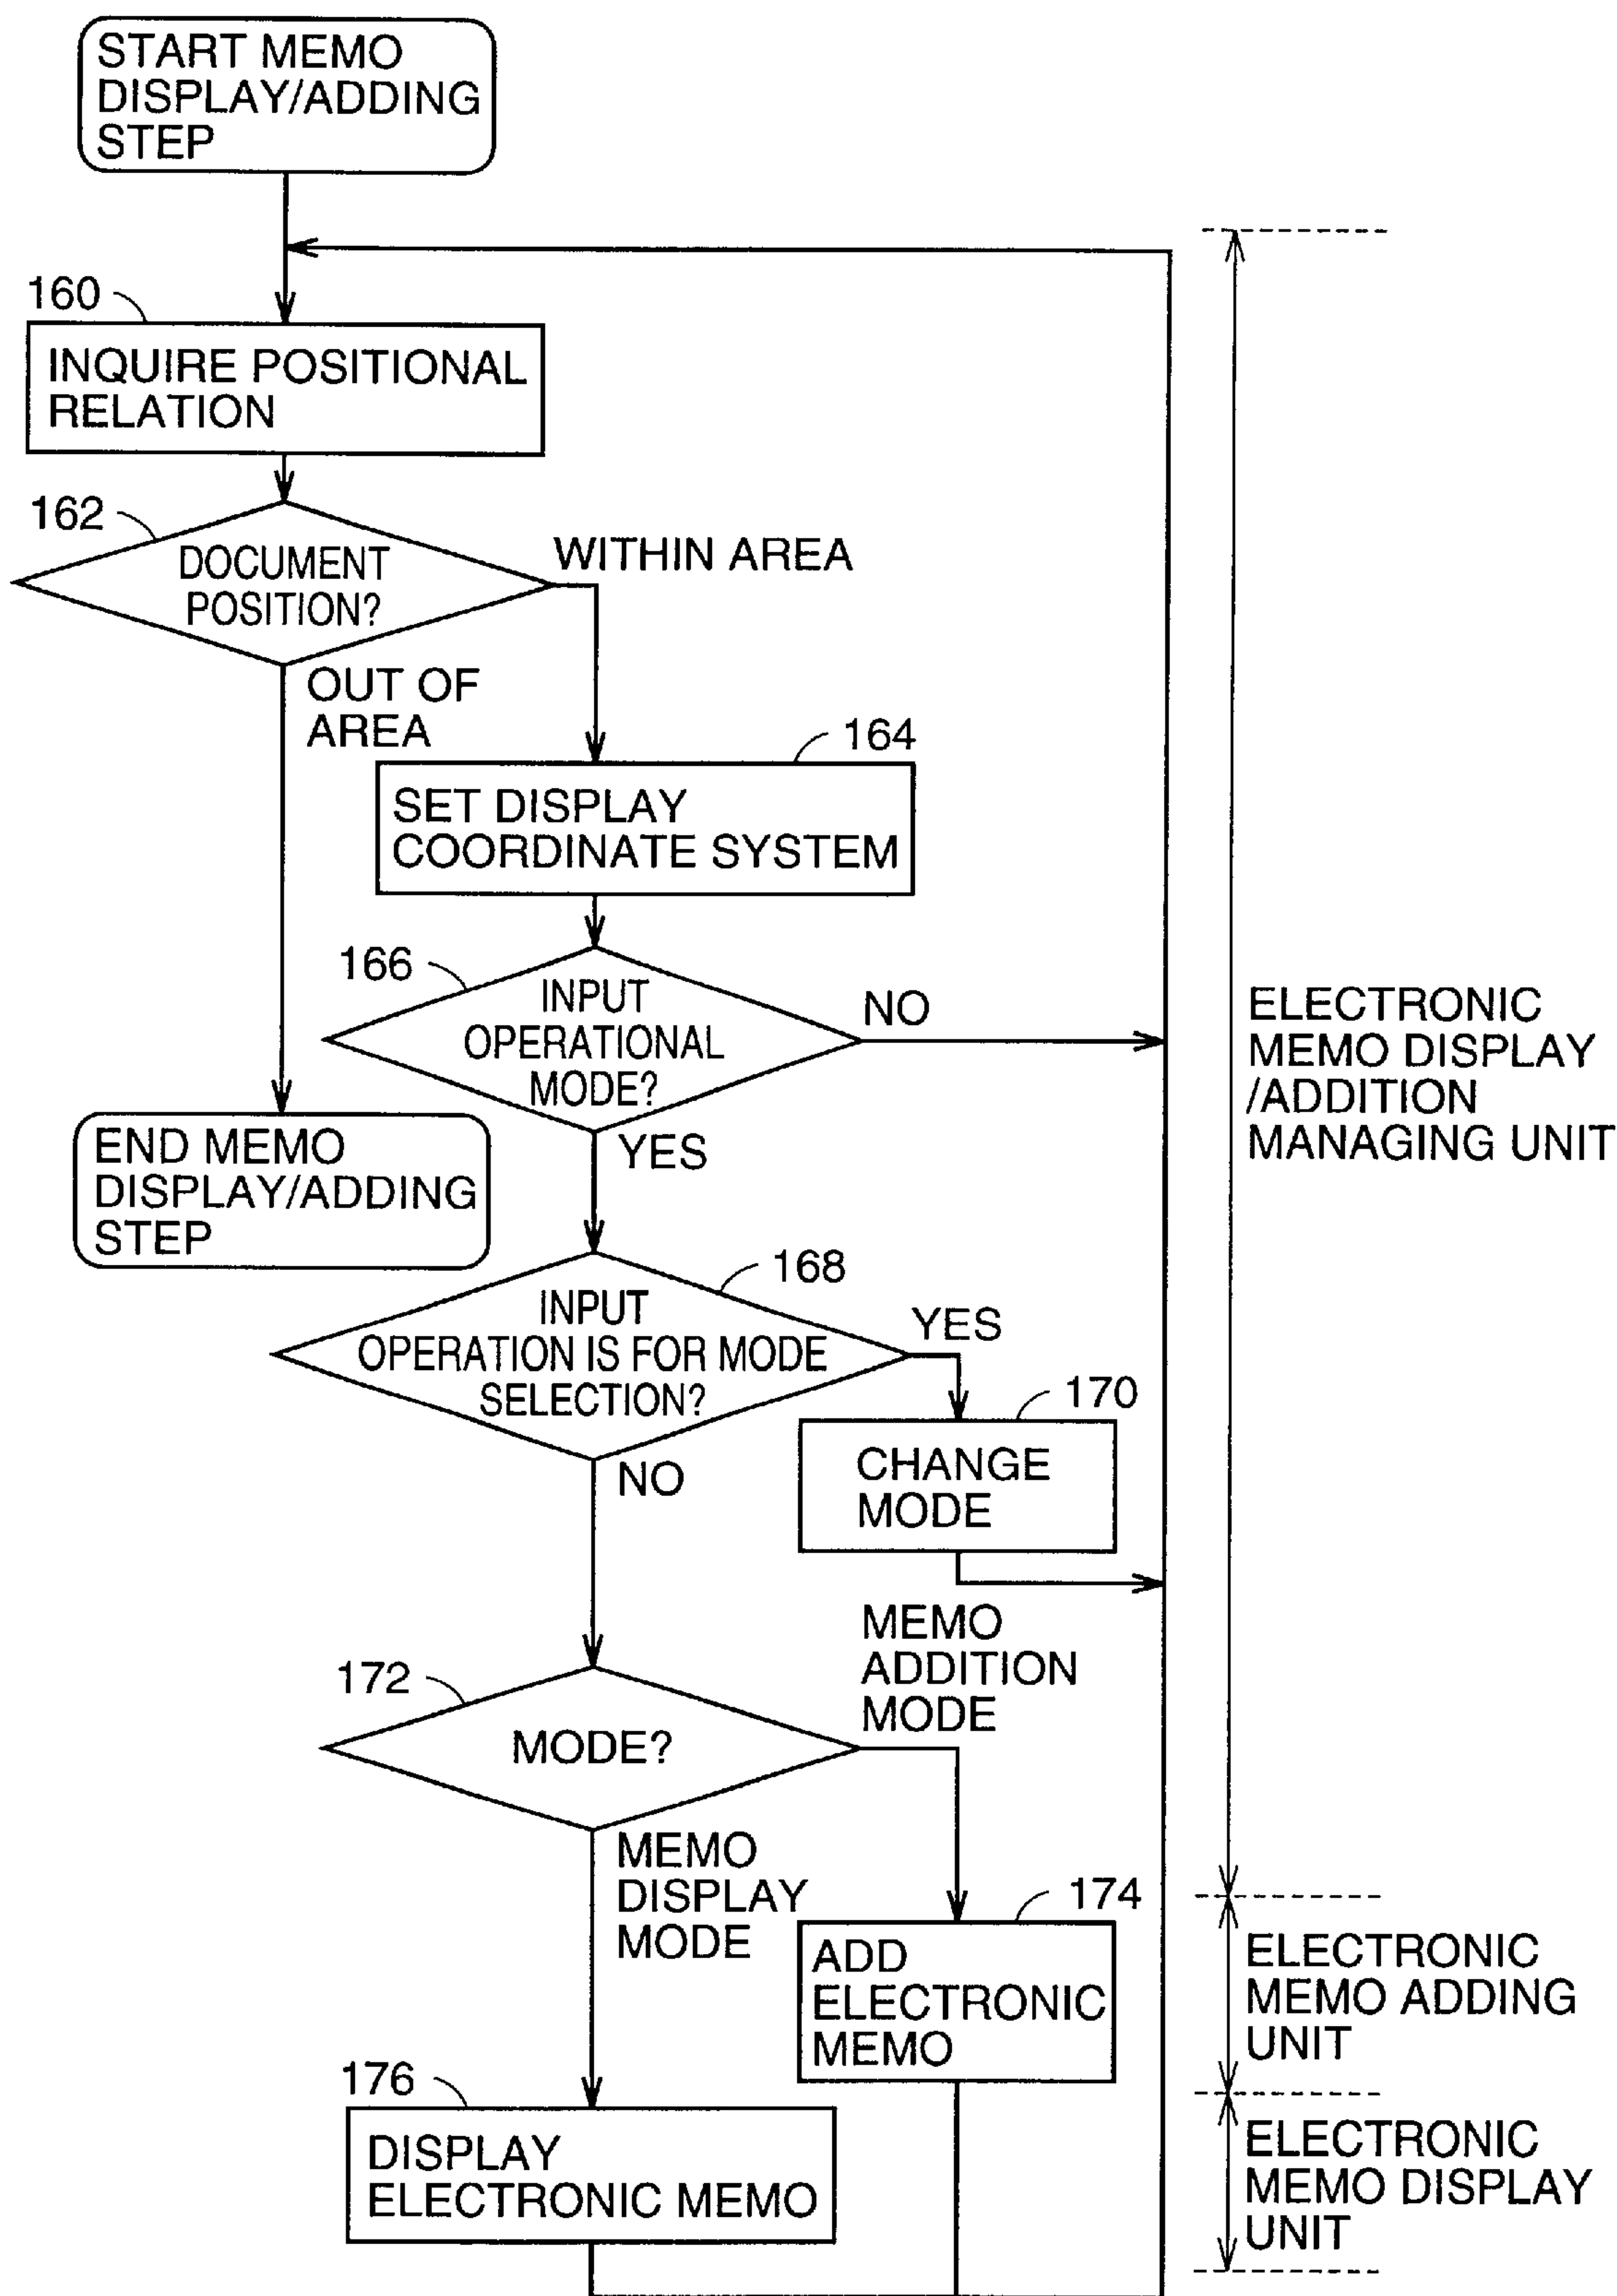 START MEMO
DISPLAY/ADDING
STEP
160
INQUIRE POSITIONAL
RELATION
162
DOCUMENT
POSITION?
WITHIN AREA
OUT OF
AREA
164
SET DISPLAY
COORDINATE SYSTEM
166
INPUT
OPERATIONAL
MODE?
NO
YES
END MEMO
DISPLAY/ADDING
STEP
168
INPUT
OPERATION IS FOR MODE
SELECTION?
YES
NO
170
CHANGE
MODE
172
MODE?
MEMO
ADDITION
MODE
MEMO
DISPLAY
MODE
174
ADD
ELECTRONIC
MEMO
176
DISPLAY
ELECTRONIC MEMO
ELECTRONIC
MEMO DISPLAY
/ADDITION
MANAGING UNIT
ELECTRONIC
MEMO ADDING
UNIT
ELECTRONIC
MEMO DISPLAY
UNIT